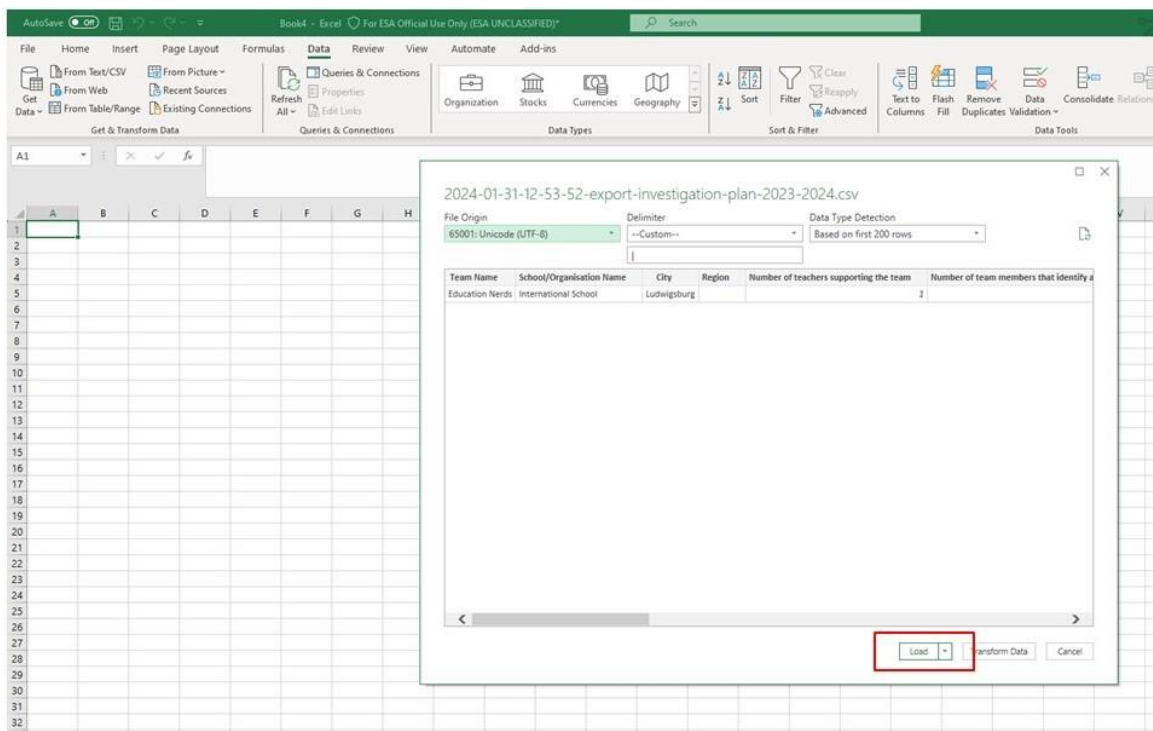 AutoSave Off Book4 - Excel For ESA Official Use Only (ESA UNCLASSIFIED)* Search
File Home Insert Page Layout Formulas Data Review View Automate Add-ins
Get Data From Text/CSV From Web From Table/Range From Picture Recent Sources Existing Connections
Refresh All Queries & Connections Properties Edit Links
Organization Stocks Currencies Geography
Sort Filter Clear Reapply Advanced
Text to Columns Flash Fill Remove Duplicates Data Validation Consolidate
Get & Transform Data Queries & Connections Data Types Sort & Filter Data Tools
A1 fx
A B C D E F G H V
1
2
3
4
5
6
7
8
9
10
11
12
13
14
15
16
17
18
19
20
21
22
23
24
25
26
27
28
29
30
31
32
2024-01-31-12-53-52-export-investigation-plan-2023-2024.csv
File Origin Delimiter Data Type Detection
65001: Unicode (UTF-8) --Custom-- Based on first 200 rows
|
Team Name School/Organisation Name City Region Number of teachers supporting the team Number of team members that identify a
Education Nerds International School Ludwigsburg 1
Load Transform Data Cancel